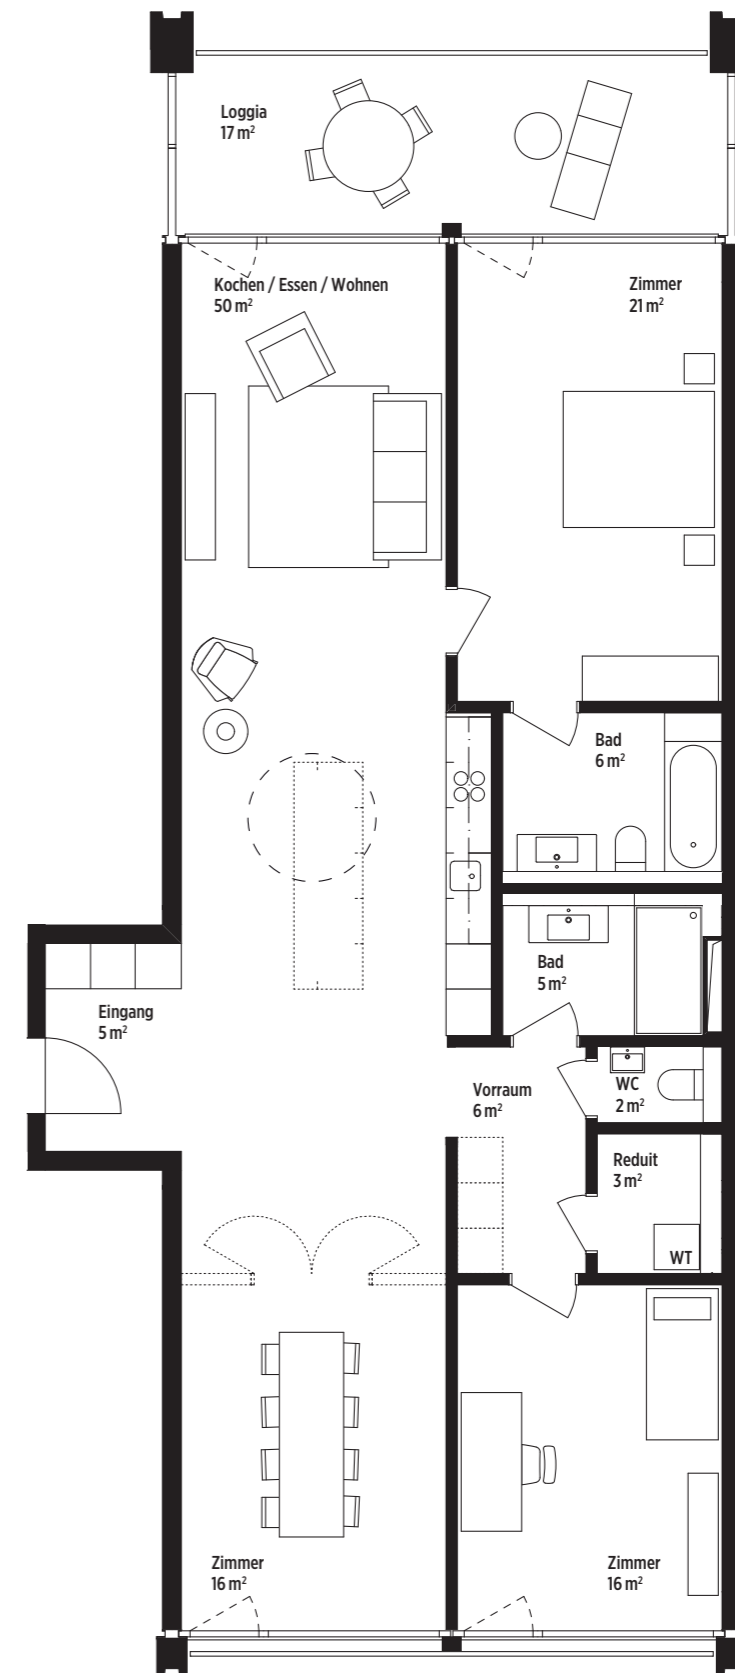 Loggia
17 m²
Kochen / Essen / Wohnen
50 m²
Zimmer
21 m²
Bad
6 m²
Bad
5 m²
Eingang
5 m²
Vorraum
6 m²
WC
2 m²
Reduit
3 m²
WT
Zimmer
16 m²
Zimmer
16 m²